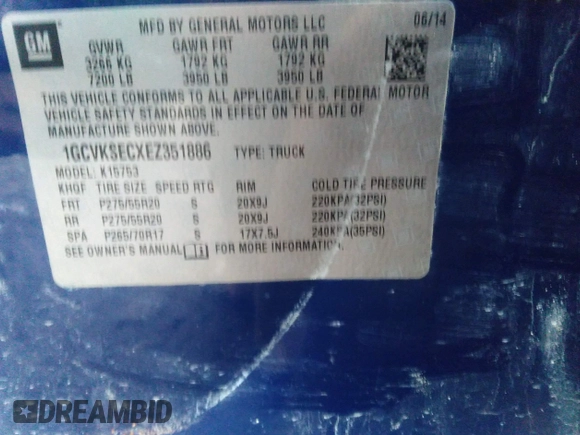 GM
MFD BY GENERAL MOTORS LLC 06/14
GVWR GAWR FRT GAWR RR
3266 KG 1792 KG 1792 KG
7200 LB 3950 LB 3950 LB
THIS VEHICLE CONFORMS TO ALL APPLICABLE U.S. FEDERAL MOTOR
VEHICLE SAFETY STANDARDS IN EFFECT ON THE DATE OF
MANUFACTURE SHOWN ABOVE.
1GCVKSECXEZ351886 TYPE: TRUCK
MODEL: K15753
KHQF TIRE SIZE SPEED RTG RIM COLD TIRE PRESSURE
FRT P275/55R20 S 20X9J 220KPA(32PSI)
RR P275/55R20 S 20X9J 220KPA(32PSI)
SPA P265/70R17 S 17X7.5J 240KPA(35PSI)
SEE OWNER'S MANUAL FOR MORE INFORMATION.
DREAMBID